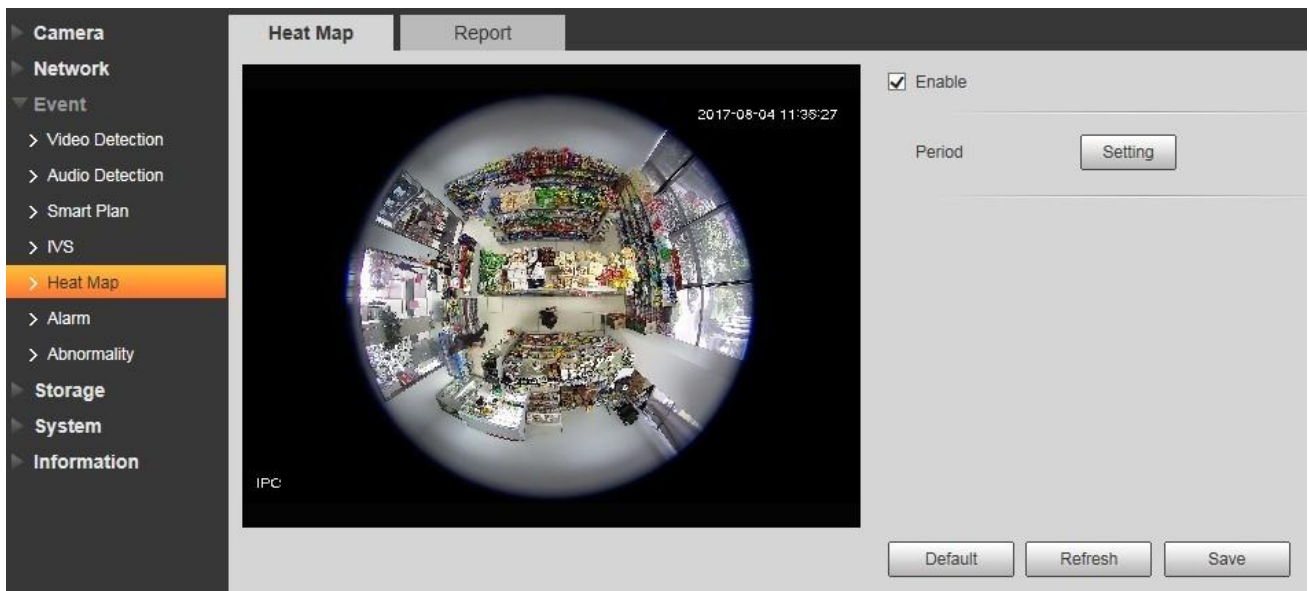 Camera
Network
Event
Video Detection
Audio Detection
Smart Plan
IVS
Heat Map
Alarm
Abnormality
Storage
System
Information
Heat Map Report
2017-08-04 11:35:27
IPC
Enable
Period Setting
Default Refresh Save